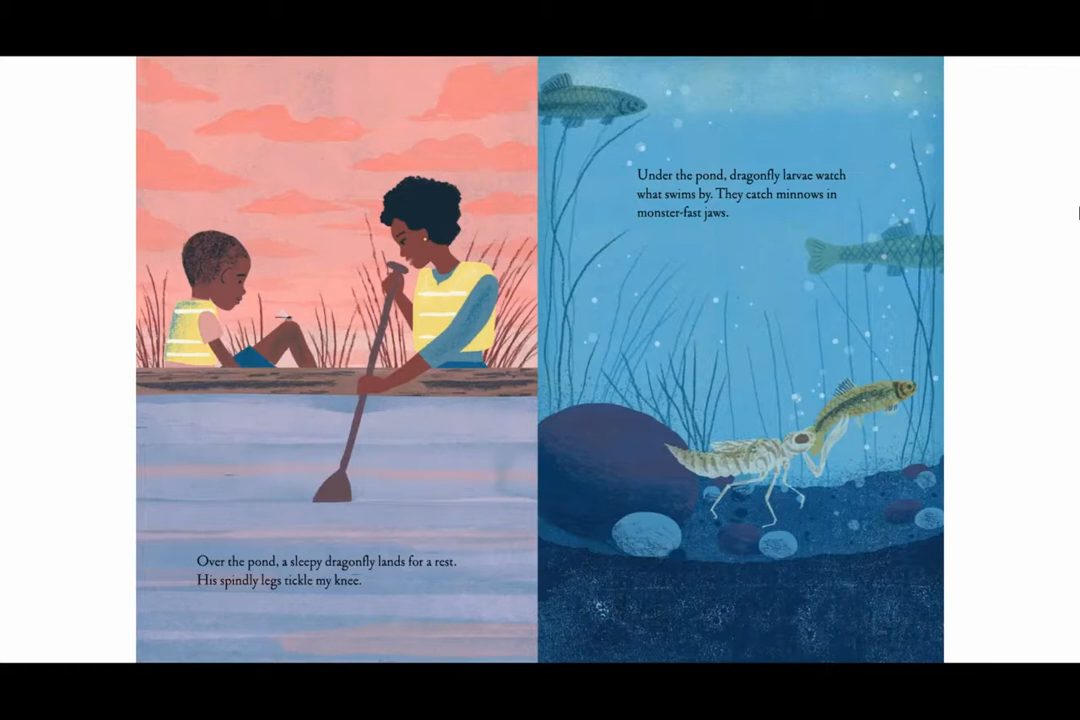 Over the pond, a sleepy dragonfly lands for a rest.
His spindly legs tickle my knee.
Under the pond, dragonfly larvae watch
what swims by. They catch minnows in
monster-fast jaws.